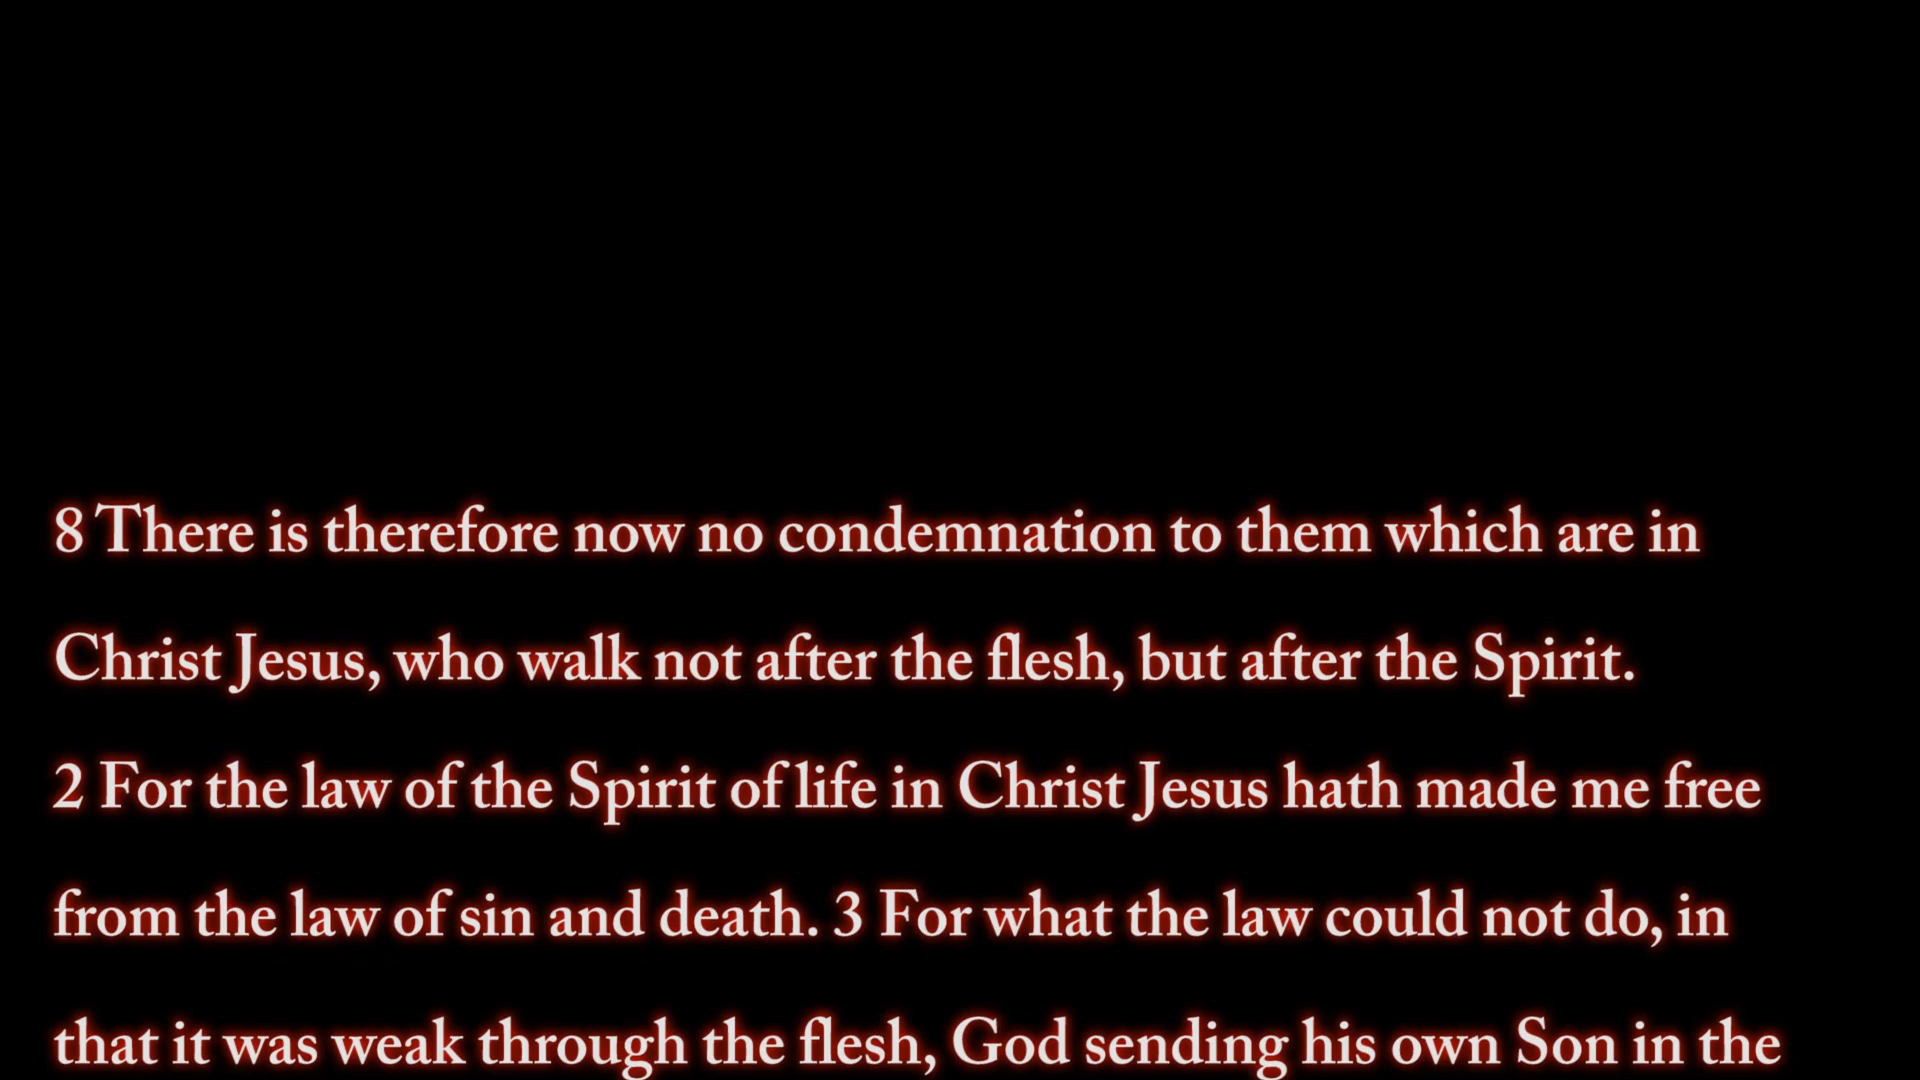 8 There is therefore now no condemnation to them which are in
Christ Jesus, who walk not after the flesh, but after the Spirit.
2 For the law of the Spirit of life in Christ Jesus hath made me free
from the law of sin and death. 3 For what the law could not do, in
that it was weak through the flesh, God sending his own Son in the